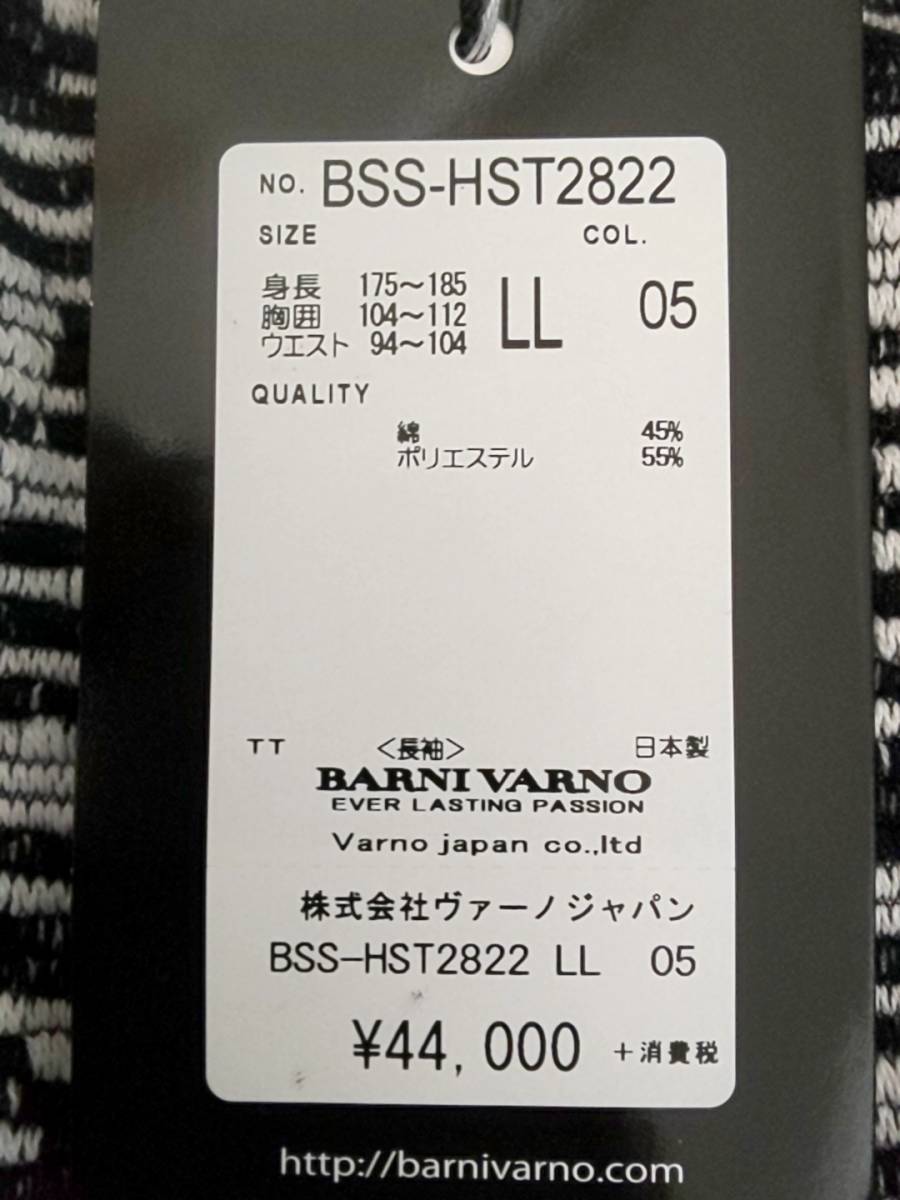 NO. BSS-HST2822
SIZE COL.
身長 175～185
胸囲 104～112 LL 05
ウエスト 94～104
QUALITY
綿 45%
ポリエステル 55%
TT <長袖> 日本製
BARNI VARNO
EVER LASTING PASSION
Varno japan co.,ltd
株式会社ヴァーノジャパン
BSS-HST2822 LL 05
¥44,000 +消費税
http://barnivarno.com